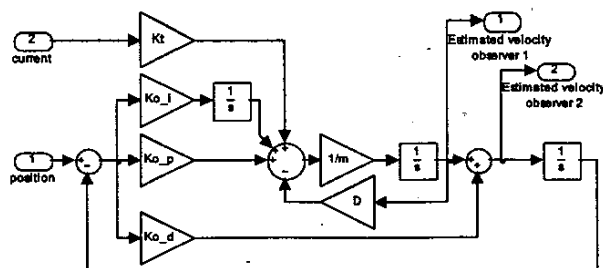 2
current
Kt
1
Estimated velocity
observer 1
2
Estimated velocity
observer 2
Ko_i
1
s
+
+
+
−
1/m
1
s
+
+
1
s
1
position
+
−
Ko_p
D
Ko_d